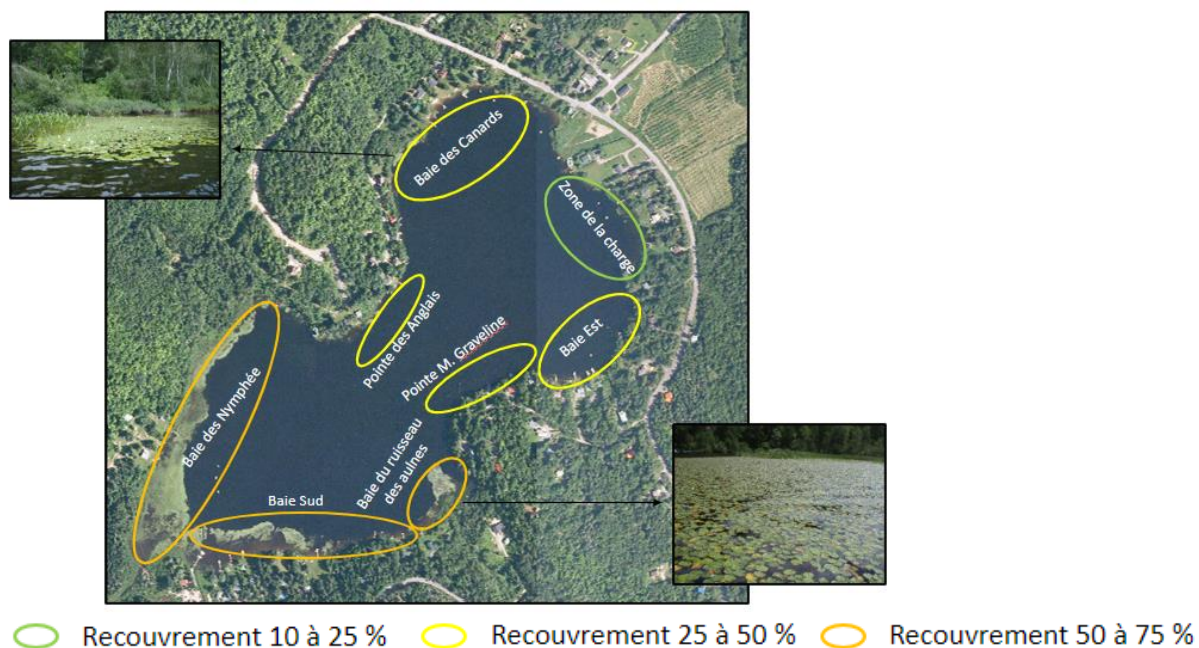 Baie des Canards
Zone de la charge
Pointe des Anglais
Baie Est
Pointe M. Graveline
Baie des Nymphée
Baie du ruisseau
des aulnes
Baie Sud
Recouvrement 10 à 25 %
Recouvrement 25 à 50 %
Recouvrement 50 à 75 %